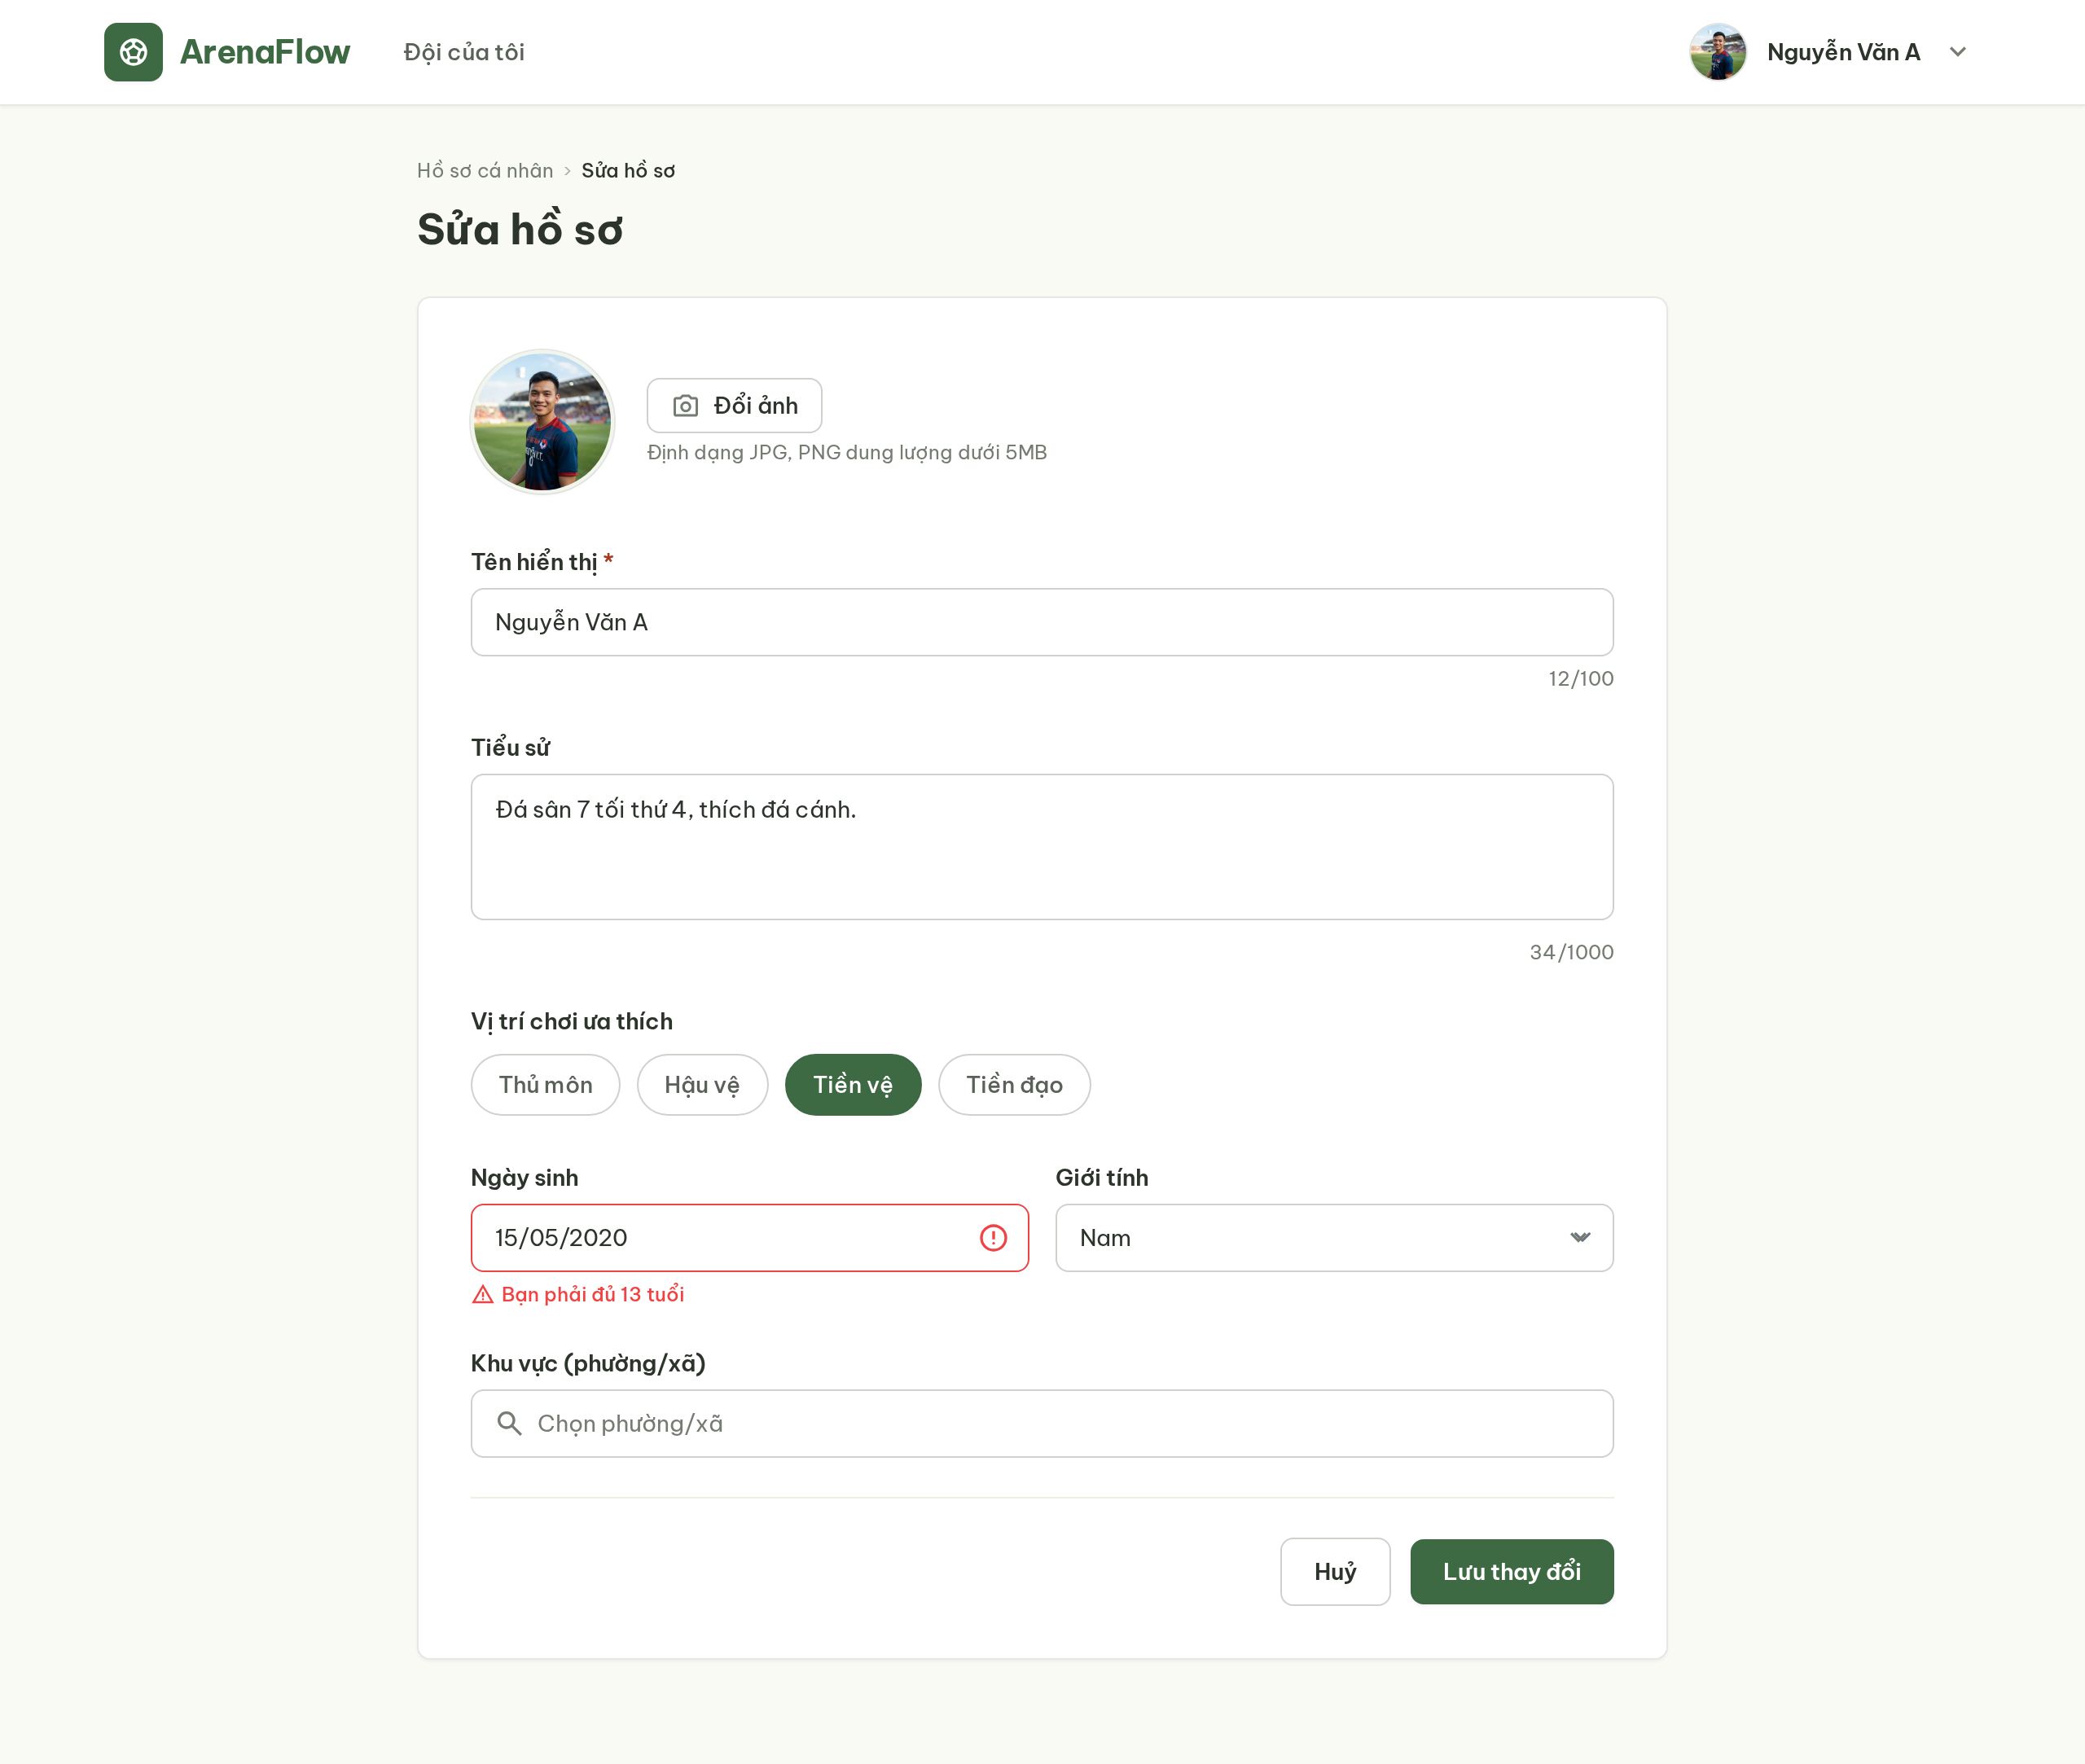 ArenaFlow
Đội của tôi
Nguyễn Văn A
Hồ sơ cá nhân › Sửa hồ sơ
Sửa hồ sơ
Đổi ảnh
Định dạng JPG, PNG dung lượng dưới 5MB
Tên hiển thị *
Nguyễn Văn A
12/100
Tiểu sử
Đá sân 7 tối thứ 4, thích đá cánh.
34/1000
Vị trí chơi ưa thích
Thủ môn
Hậu vệ
Tiền vệ
Tiền đạo
Ngày sinh
Giới tính
15/05/2020
Nam
Bạn phải đủ 13 tuổi
Khu vực (phường/xã)
Chọn phường/xã
Huỷ
Lưu thay đổi